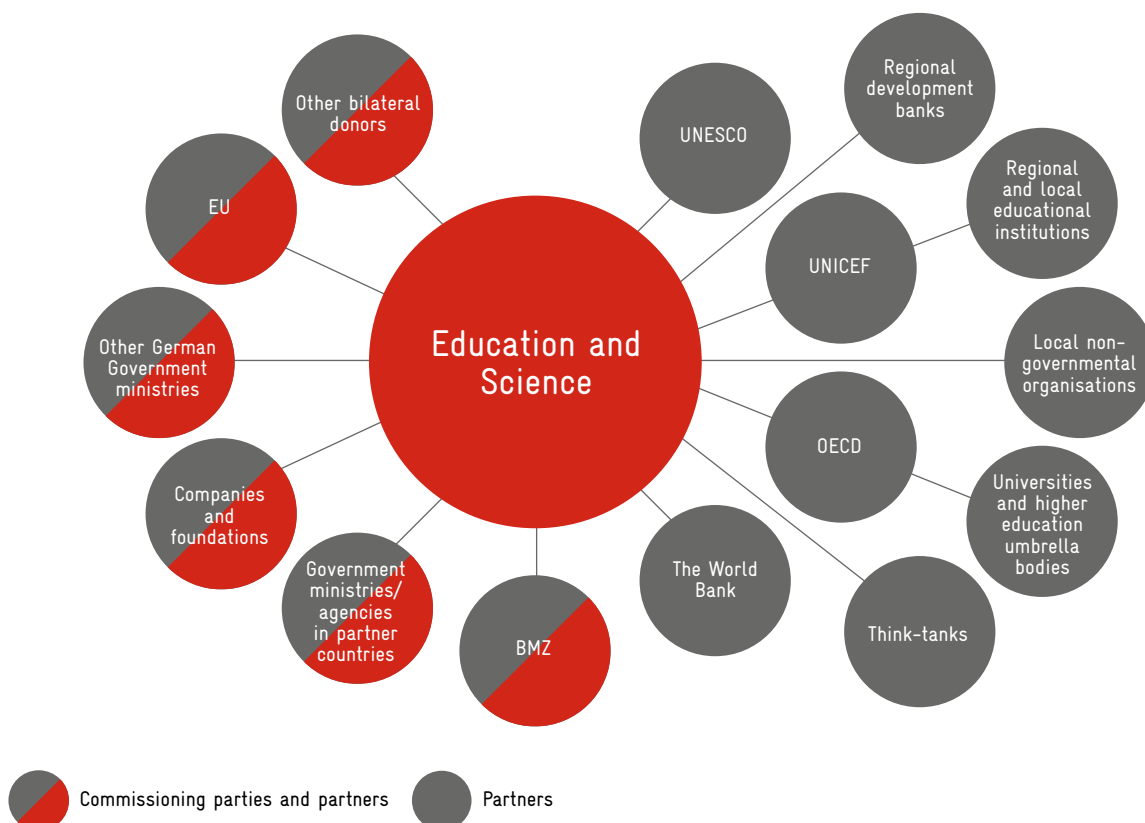 Other bilateral
donors
EU
Other German
Government
ministries
Companies
and
foundations
Government
ministries/
agencies
in partner
countries
BMZ
Education and
Science
UNESCO
Regional
development
banks
UNICEF
Regional
and local
educational
institutions
Local non-
governmental
organisations
OECD
Universities
and higher
education
umbrella
bodies
The World
Bank
Think-tanks
Commissioning parties and partners
Partners